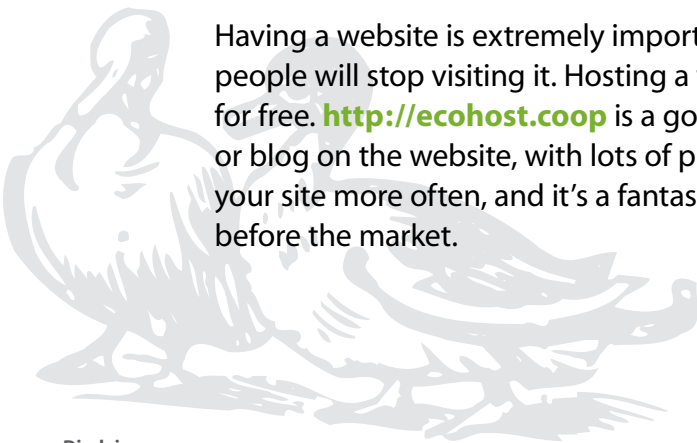 Having a website is extremely import
people will stop visiting it. Hosting a
for free. http://ecohost.coop is a go
or blog on the website, with lots of p
your site more often, and it's a fantas
before the market.